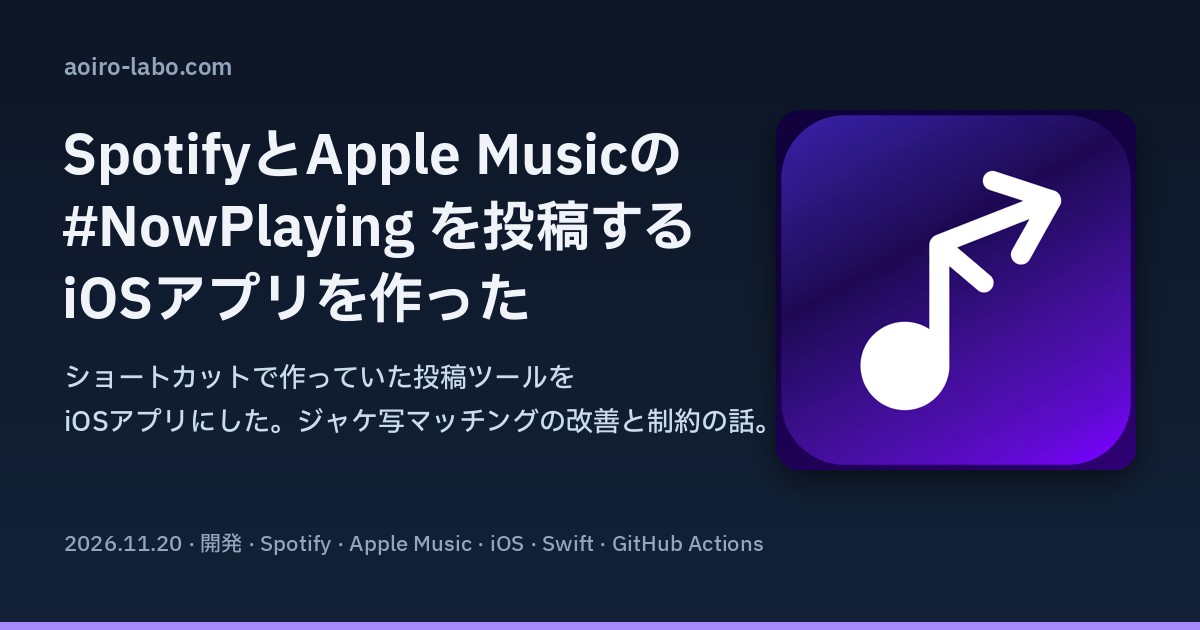 aoiro-labo.com
SpotifyとApple Musicの
#NowPlaying を投稿する
iOSアプリを作った
ショートカットで作っていた投稿ツールを
iOSアプリにした。ジャケ写マッチングの改善と制約の話。
2026.11.20 · 開発 · Spotify · Apple Music · iOS · Swift · GitHub Actions